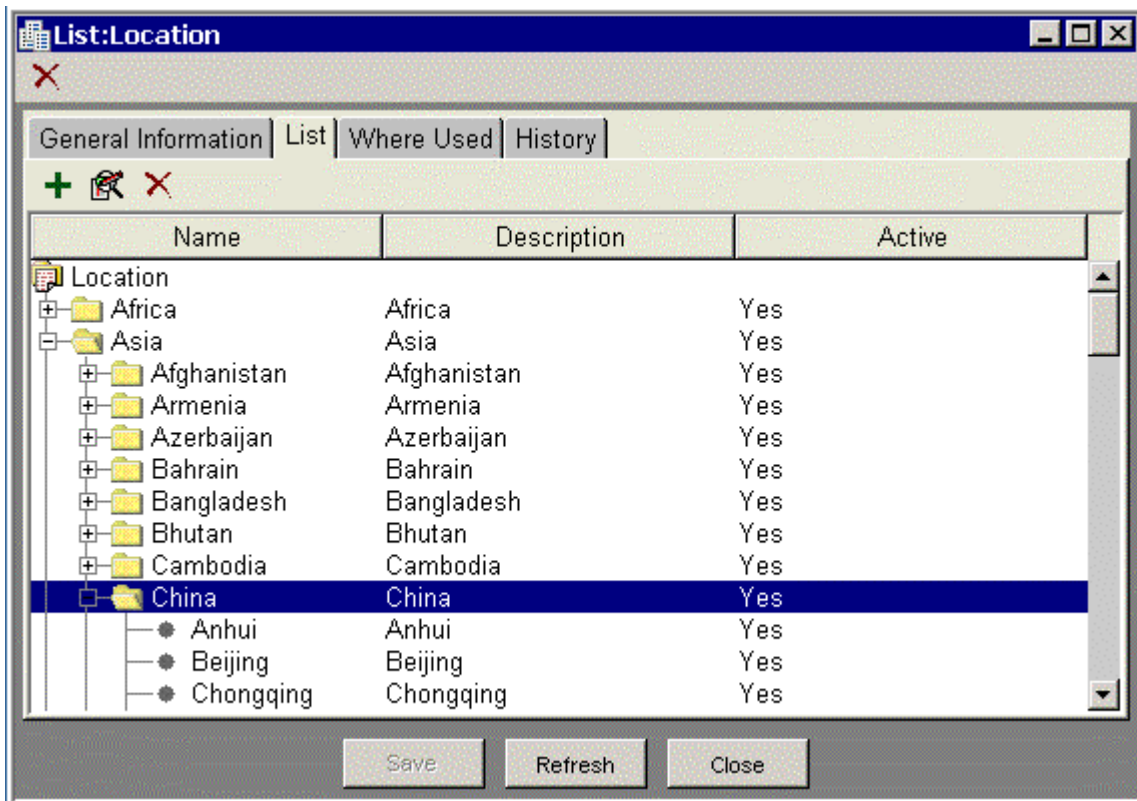 List:Location
General Information List Where Used History
Name Description Active
Location
Africa Africa Yes
Asia Asia Yes
Afghanistan Afghanistan Yes
Armenia Armenia Yes
Azerbaijan Azerbaijan Yes
Bahrain Bahrain Yes
Bangladesh Bangladesh Yes
Bhutan Bhutan Yes
Cambodia Cambodia Yes
China China Yes
Anhui Anhui Yes
Beijing Beijing Yes
Chongqing Chongqing Yes
Save Refresh Close